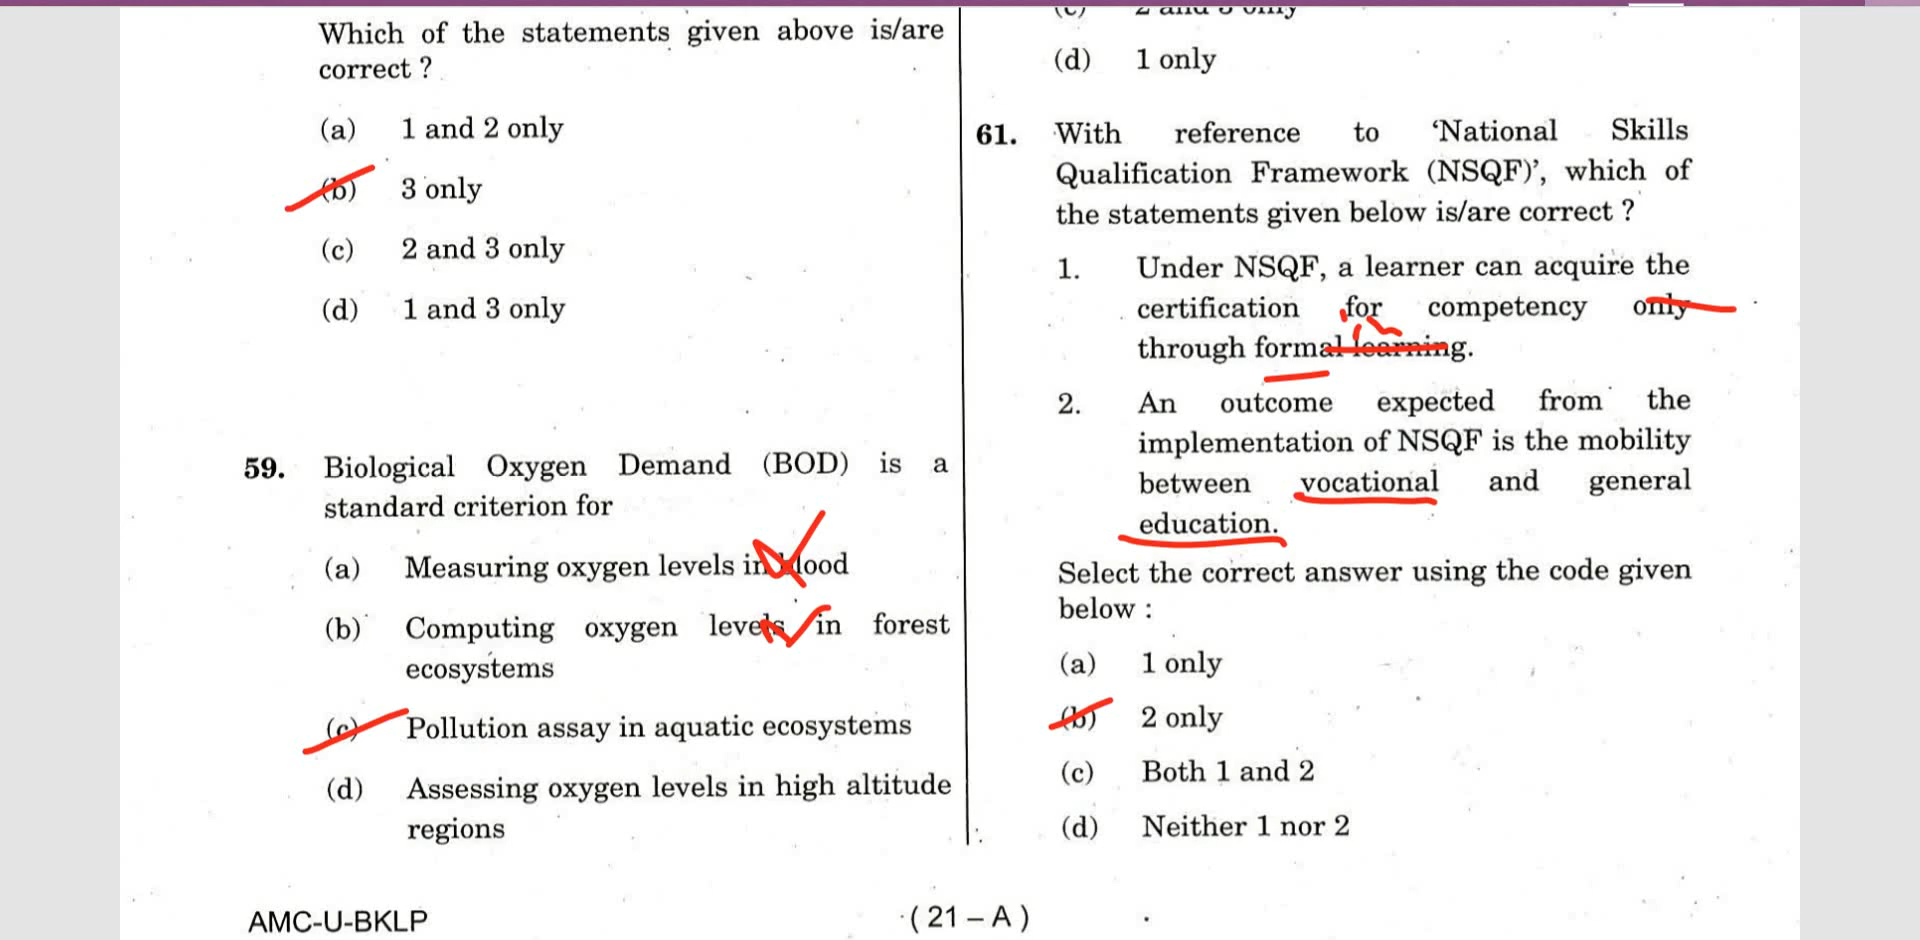 Which of the statements given above is/are
correct ?
(a) 1 and 2 only
(b) 3 only
(c) 2 and 3 only
(d) 1 and 3 only
59. Biological Oxygen Demand (BOD) is a
standard criterion for
(a) Measuring oxygen levels in blood
(b) Computing oxygen levels in forest
ecosystems
(c) Pollution assay in aquatic ecosystems
(d) Assessing oxygen levels in high altitude
regions
(c) 2 and 3 only
(d) 1 only
61. With reference to ‘National Skills
Qualification Framework (NSQF)’, which of
the statements given below is/are correct ?
1. Under NSQF, a learner can acquire the
certification for competency only
through formal learning.
2. An outcome expected from the
implementation of NSQF is the mobility
between vocational and general
education.
Select the correct answer using the code given
below :
(a) 1 only
(b) 2 only
(c) Both 1 and 2
(d) Neither 1 nor 2
AMC-U-BKLP
( 21 – A )